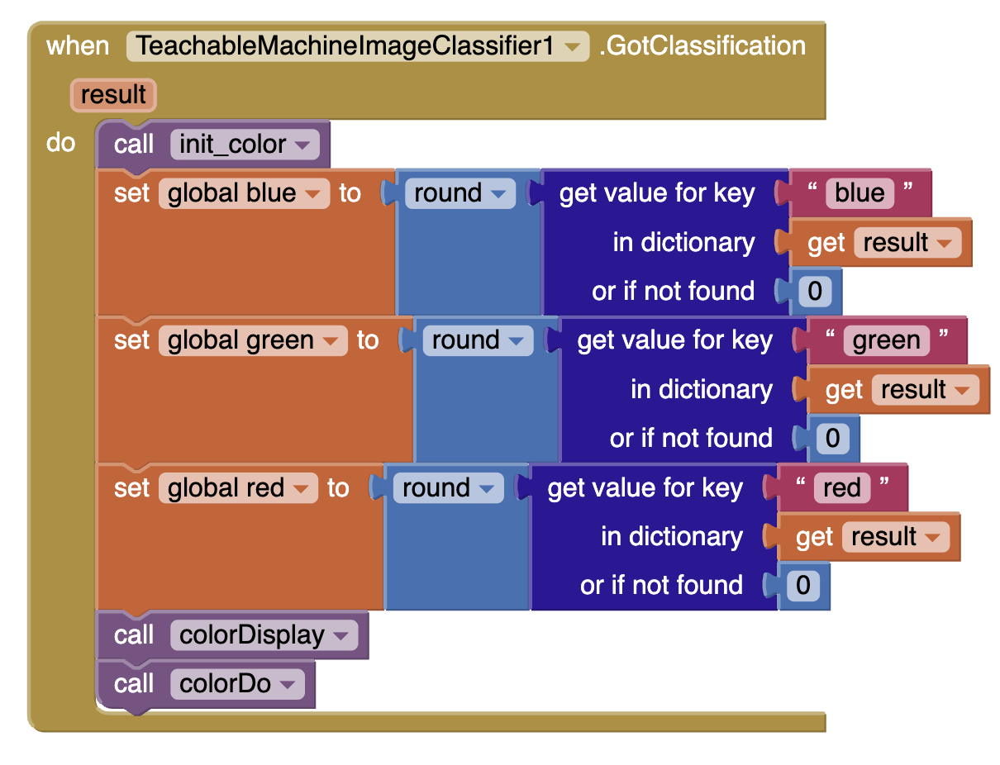 when TeachableMachineImageClassifier1 .GotClassification
result
do call init_color
set global blue to round get value for key “ blue ”
in dictionary get result
or if not found 0
set global green to round get value for key “ green ”
in dictionary get result
or if not found 0
set global red to round get value for key “ red ”
in dictionary get result
or if not found 0
call colorDisplay
call colorDo